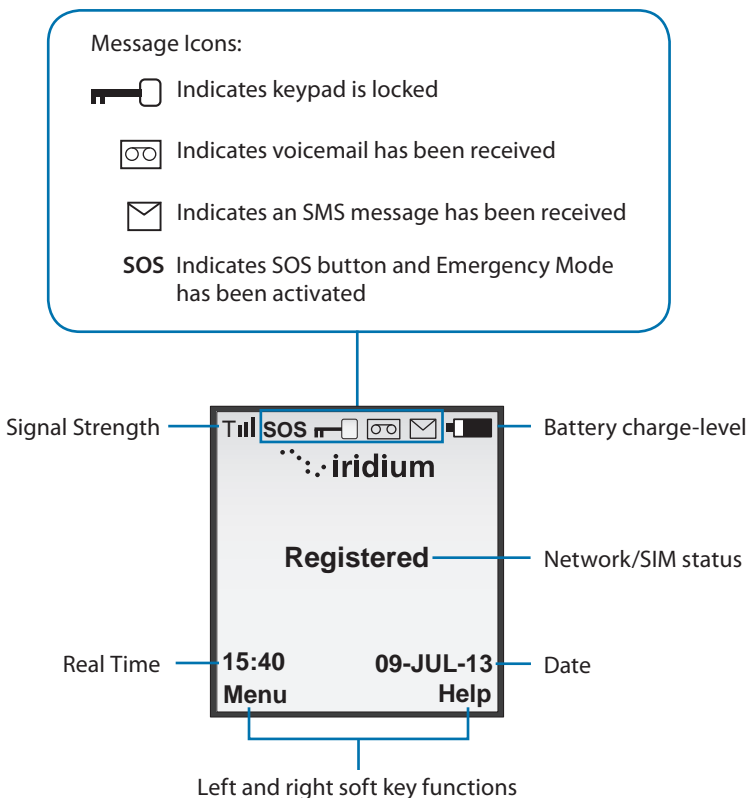 Message Icons:
Indicates keypad is locked
Indicates voicemail has been received
Indicates an SMS message has been received
SOS Indicates SOS button and Emergency Mode
has been activated
Signal Strength
SOS
Battery charge-level
iridium
Registered
Network/SIM status
Real Time
15:40
09-JUL-13
Date
Menu
Help
Left and right soft key functions